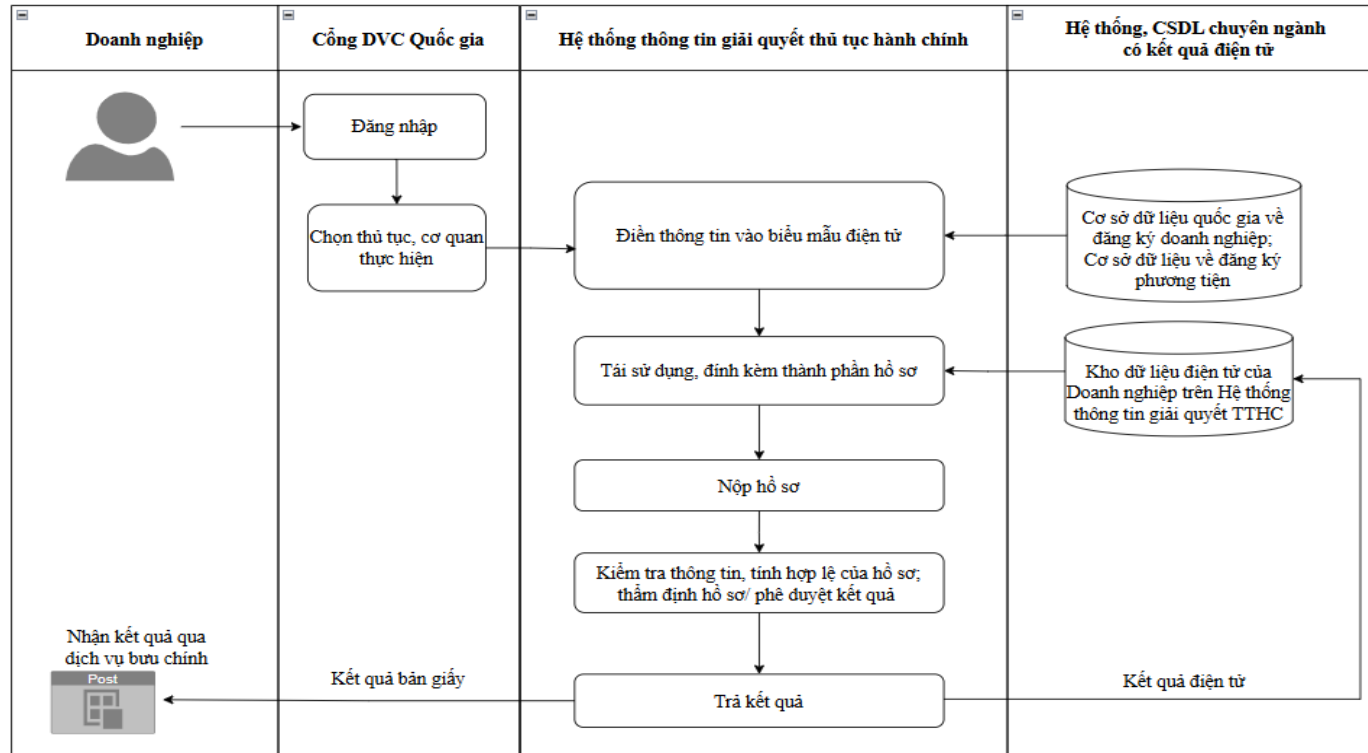 Doanh nghiệp
Cổng DVC Quốc gia
Hệ thống thông tin giải quyết thủ tục hành chính
Hệ thống, CSDL chuyên ngành
có kết quả điện tử
Đăng nhập
Chọn thủ tục, cơ quan
thực hiện
Điền thông tin vào biểu mẫu điện tử
Cơ sở dữ liệu quốc gia về
đăng ký doanh nghiệp;
Cơ sở dữ liệu về đăng ký
phương tiện
Tái sử dụng, đính kèm thành phần hồ sơ
Kho dữ liệu điện tử của
Doanh nghiệp trên Hệ thống
thông tin giải quyết TTHC
Nộp hồ sơ
Kiểm tra thông tin, tính hợp lệ của hồ sơ;
thẩm định hồ sơ/ phê duyệt kết quả
Nhận kết quả qua
dịch vụ bưu chính
Post
Kết quả bản giấy
Trả kết quả
Kết quả điện tử